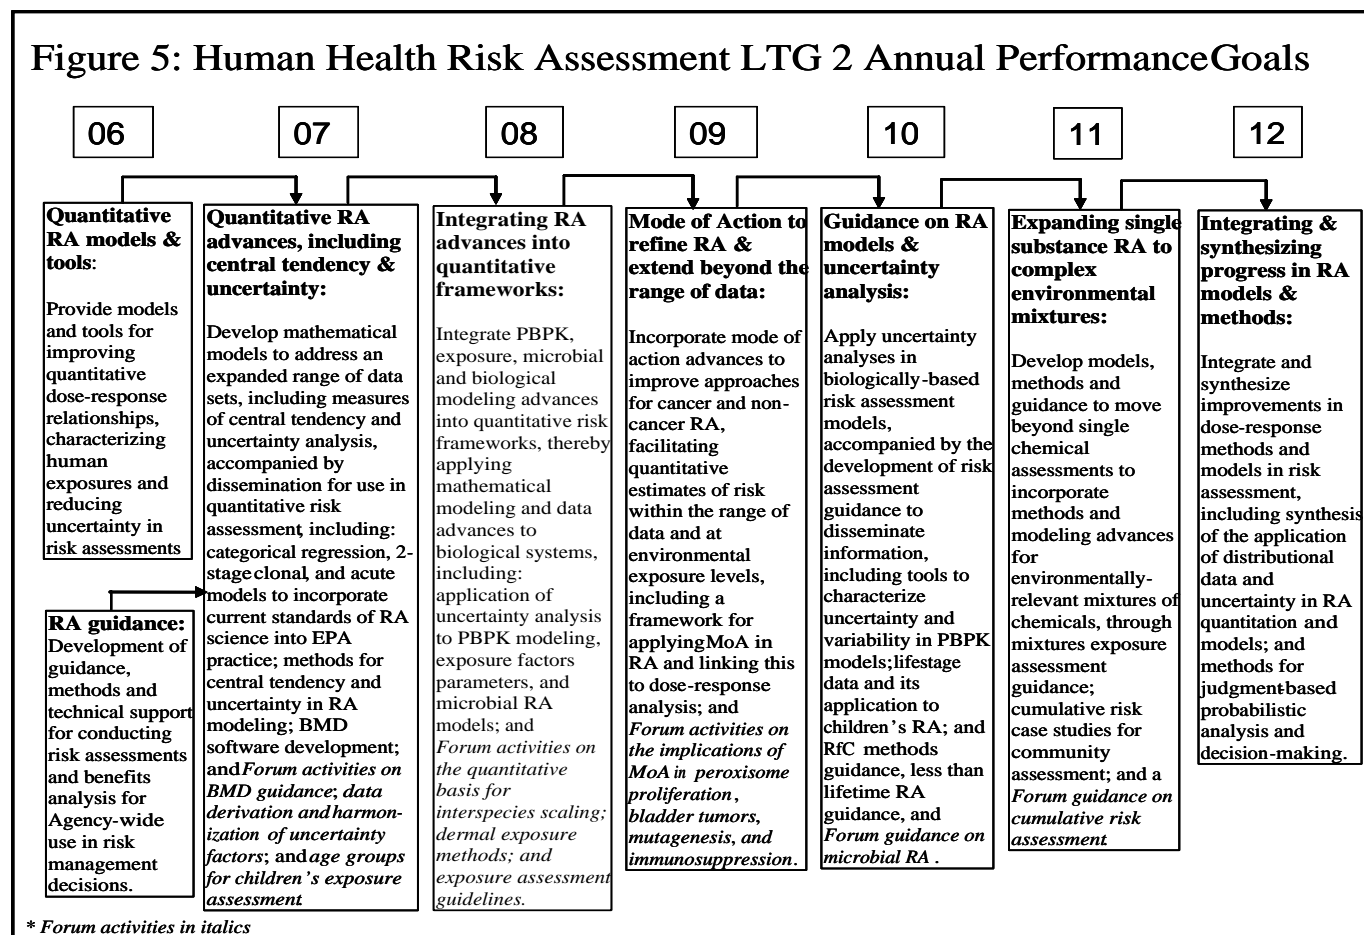 Figure 5: Human Health Risk Assessment LTG 2 Annual Performance Goals
06
07
08
09
10
11
12
Quantitative
RA models &
tools:
Provide models
and tools for
improving
quantitative
dose-response
relationships,
characterizing
human
exposures and
reducing
uncertainty in
risk assessments
RA guidance:
Development of
guidance,
methods and
technical support
for conducting
risk assessments
and benefits
analysis for
Agency-wide
use in risk
management
decisions.
Quantitative RA
advances, including
central tendency &
uncertainty:
Develop mathematical
models to address an
expanded range of data
sets, including measures
of central tendency and
uncertainty analysis,
accompanied by
dissemination for use in
quantitative risk
assessment, including:
categorical regression, 2-
stage clonal, and acute
models to incorporate
current standards of RA
science into EPA
practice; methods for
central tendency and
uncertainty in RA
modeling; BMD
software development;
and Forum activities on
BMD guidance; data
derivation and harmon-
ization of uncertainty
factors; and age groups
for children's exposure
assessment.
Integrating RA
advances into
quantitative
frameworks:
Integrate PBPK,
exposure, microbial
and biological
modeling advances
into quantitative risk
frameworks, thereby
applying
mathematical
modeling and data
advances to
biological systems,
including:
application of
uncertainty analysis
to PBPK modeling,
exposure factors
parameters, and
microbial RA
models; and
Forum activities on
the quantitative
basis for
interspecies scaling;
dermal exposure
methods; and
exposure assessment
guidelines.
Mode of Action to
refine RA &
extend beyond the
range of data:
Incorporate mode of
action advances to
improve approaches
for cancer and non-
cancer RA,
facilitating
quantitative
estimates of risk
within the range of
data and at
environmental
exposure levels,
including a
framework for
applying MoA in
RA and linking this
to dose-response
analysis; and
Forum activities on
the implications of
MoA in peroxisome
proliferation,
bladder tumors,
mutagenesis, and
immunosuppression.
Guidance on RA
models &
uncertainty
analysis:
Apply uncertainty
analyses in
biologically-based
risk assessment
models,
accompanied by the
development of risk
assessment
guidance to
disseminate
information,
including tools to
characterize
uncertainty and
variability in PBPK
models; lifestage
data and its
application to
children's RA; and
RfC methods
guidance, less than
lifetime RA
guidance, and
Forum guidance on
microbial RA .
Expanding single
substance RA to
complex
environmental
mixtures:
Develop models,
methods and
guidance to move
beyond single
chemical
assessments to
incorporate
methods and
modeling advances
for
environmentally-
relevant mixtures of
chemicals, through
mixtures exposure
assessment
guidance;
cumulative risk
case studies for
community
assessment; and a
Forum guidance on
cumulative risk
assessment.
Integrating &
synthesizing
progress in RA
models &
methods:
Integrate and
synthesize
improvements in
dose-response
methods and
models in risk
assessment,
including synthesis
of the application
of distributional
data and
uncertainty in RA
quantitation and
models; and
methods for
judgment-based
probabilistic
analysis and
decision-making.
* Forum activities in italics